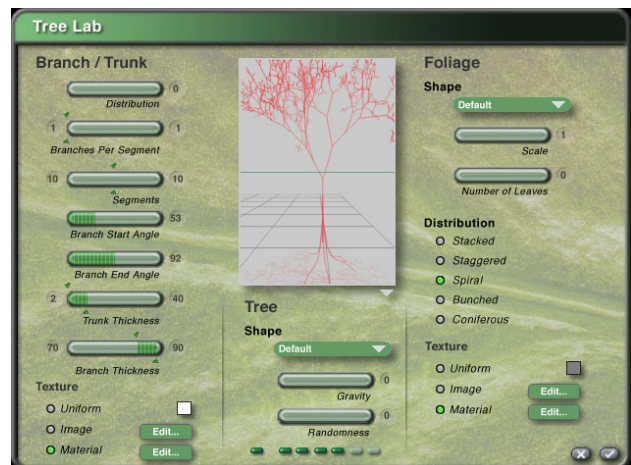 Tree Lab
Branch / Trunk
0
Distribution
1 1
Branches Per Segment
10 10
Segments
53
Branch Start Angle
92
Branch End Angle
2 40
Trunk Thickness
70 90
Branch Thickness
Texture
Uniform
Image Edit...
Material Edit...
Tree
Shape
Default
0
Gravity
0
Randomness
Foliage
Shape
Default
1
Scale
0
Number of Leaves
Distribution
Stacked
Staggered
Spiral
Bunched
Coniferous
Texture
Uniform
Image Edit...
Material Edit...